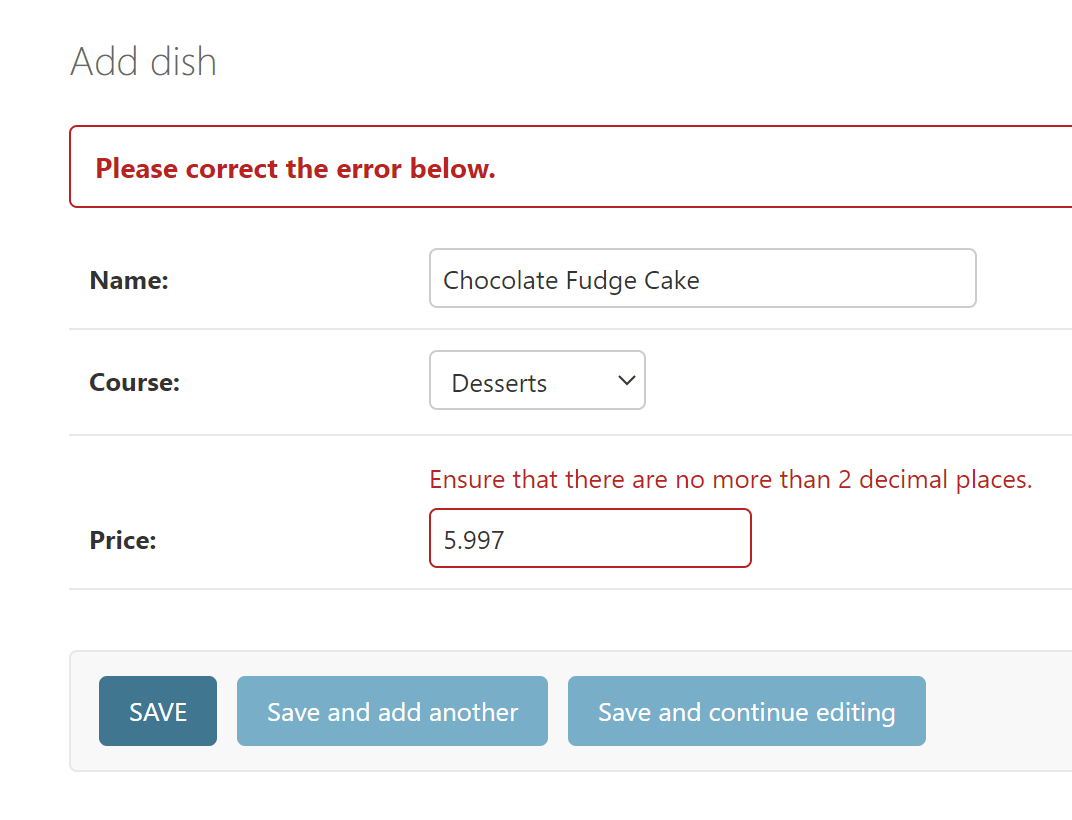 Add dish
Please correct the error below.
Name: Chocolate Fudge Cake
Course: Desserts
Ensure that there are no more than 2 decimal places.
Price: 5.997
SAVE Save and add another Save and continue editing